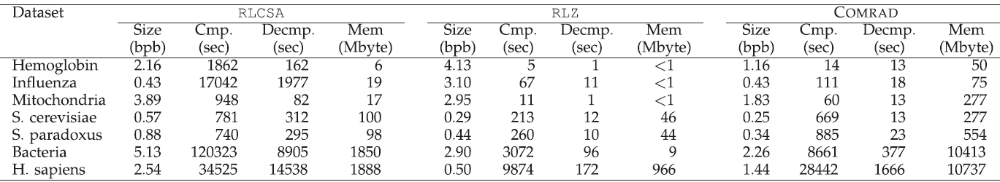 Dataset RLCSA RLZ COMRAD
Size Cmp. Decmp. Mem Size Cmp. Decmp. Mem Size Cmp. Decmp. Mem
(bpb) (sec) (sec) (Mbyte) (bpb) (sec) (sec) (Mbyte) (bpb) (sec) (sec) (Mbyte)
Hemoglobin 2.16 1862 162 6 4.13 5 1 <1 1.16 14 13 50
Influenza 0.43 17042 1977 19 3.10 67 11 <1 0.43 111 18 75
Mitochondria 3.89 948 82 17 2.95 11 1 <1 1.83 60 13 277
S. cerevisiae 0.57 781 312 100 0.29 213 12 46 0.25 669 13 277
S. paradoxus 0.88 740 295 98 0.44 260 10 44 0.34 885 23 554
Bacteria 5.13 120323 8905 1850 2.90 3072 96 9 2.26 8661 377 10413
H. sapiens 2.54 34525 14538 1888 0.50 9874 172 966 1.44 28442 1666 10737